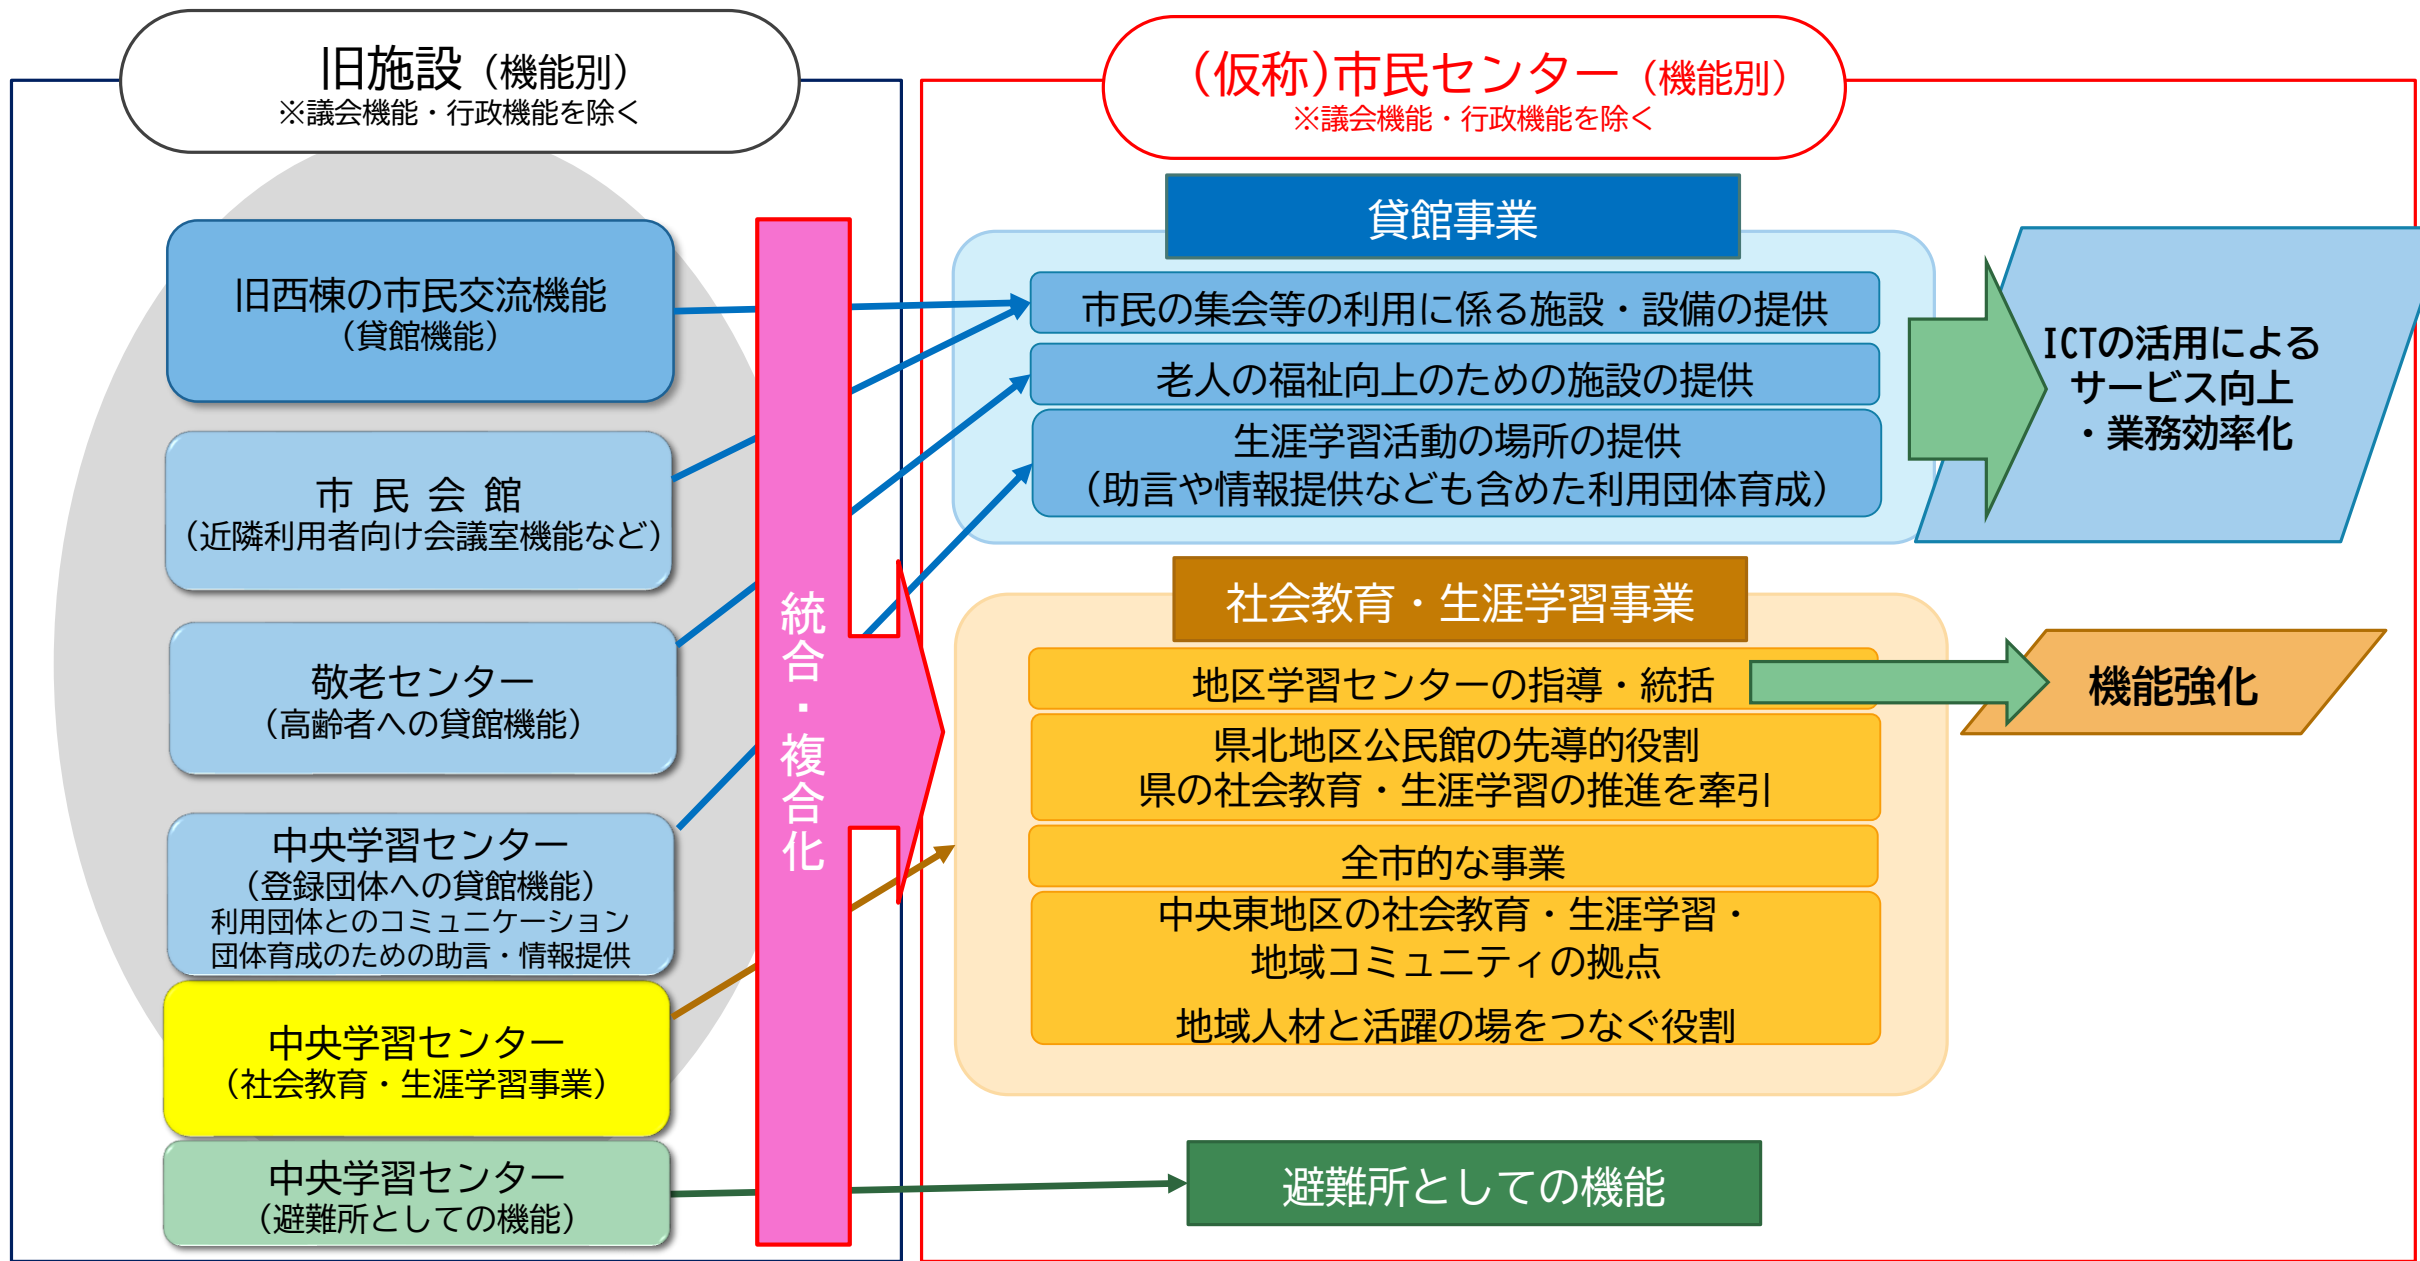 旧施設（機能別）
※議会機能・行政機能を除く
旧西棟の市民交流機能
（貸館機能）
市 民 会 館
（近隣利用者向け会議室機能など）
敬老センター
（高齢者への貸館機能）
中央学習センター
（登録団体への貸館機能）
利用団体とのコミュニケーション
団体育成のための助言・情報提供
中央学習センター
（社会教育・生涯学習事業）
中央学習センター
（避難所としての機能）
統合・複合化
（仮称）市民センター（機能別）
※議会機能・行政機能を除く
貸館事業
市民の集会等の利用に係る施設・設備の提供
老人の福祉向上のための施設の提供
生涯学習活動の場所の提供
（助言や情報提供なども含めた利用団体育成）
ICTの活用による
サービス向上
・業務効率化
社会教育・生涯学習事業
地区学習センターの指導・統括
機能強化
県北地区公民館の先導的役割
県の社会教育・生涯学習の推進を牽引
全市的な事業
中央東地区の社会教育・生涯学習・
地域コミュニティの拠点
地域人材と活躍の場をつなぐ役割
避難所としての機能